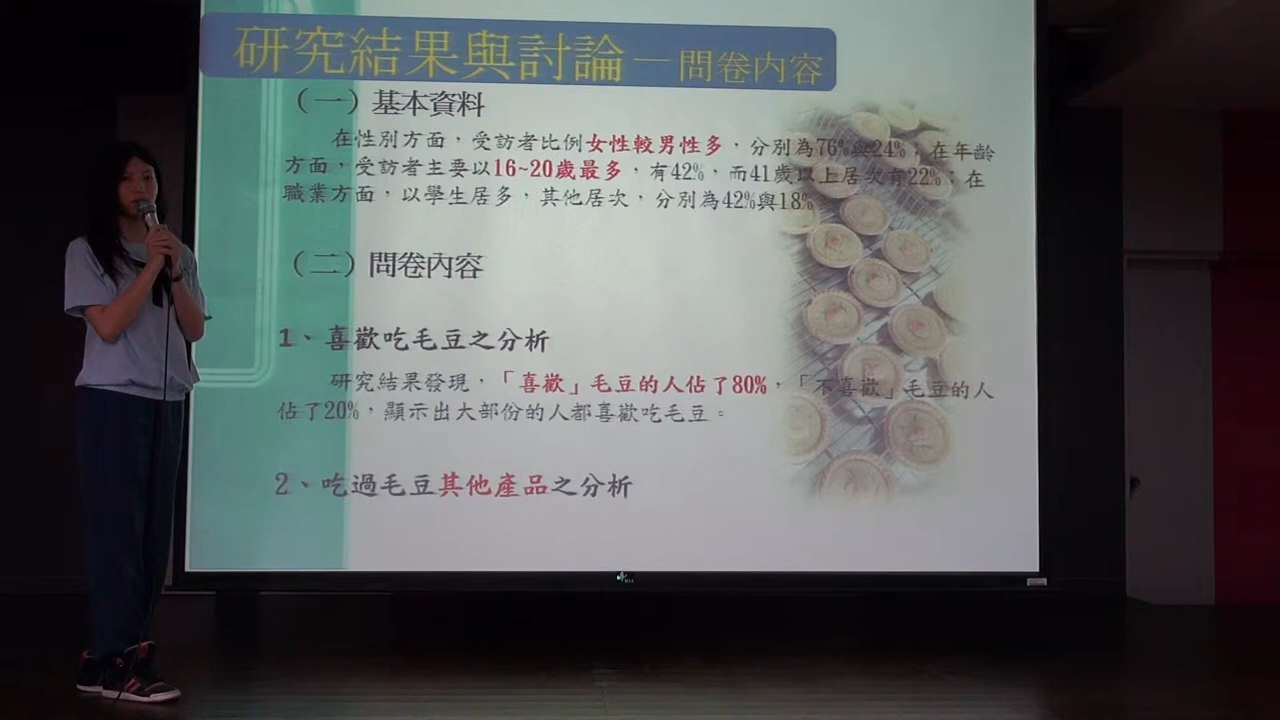 研究結果與討論－問卷內容
（一）基本資料
在性別方面，受訪者比例女性較男性多，分別為76%與24%；在年齡
方面，受訪者主要以16~20歲最多，有42%，而41歲以上居次有22%；在
職業方面，以學生居多，其他居次，分別為42%與18%
（二）問卷內容
1、喜歡吃毛豆之分析
研究結果發現，「喜歡」毛豆的人佔了80%，「不喜歡」毛豆的人
佔了20%，顯示出大部份的人都喜歡吃毛豆。
2、吃過毛豆其他產品之分析